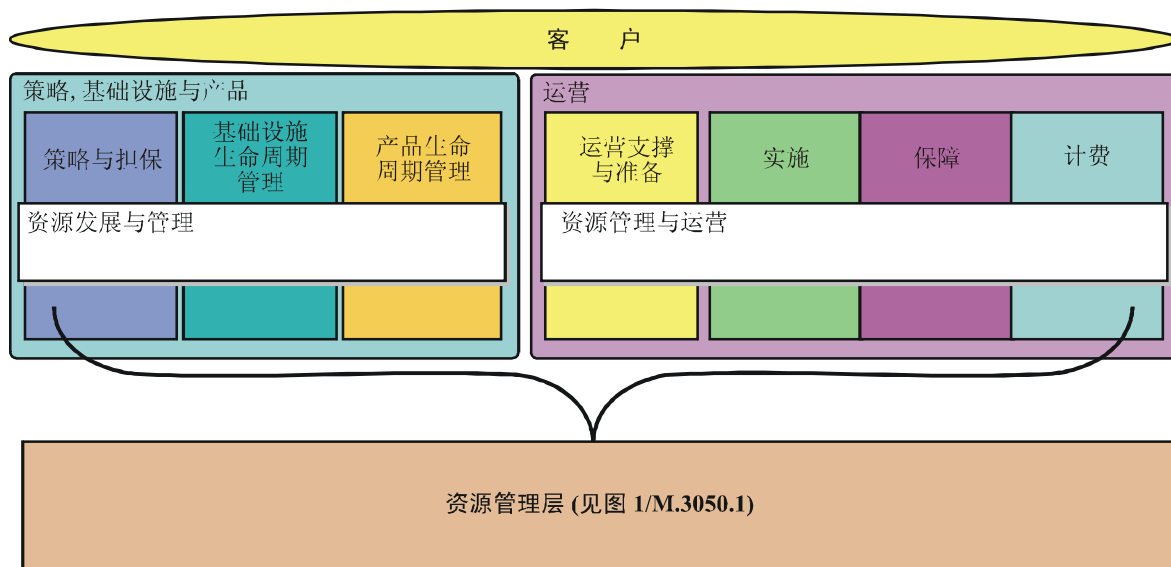 客 户
策略, 基础设施与产品
运营
策略与担保
基础设施
生命周期
管理
产品生命
周期管理
运营支撑
与准备
实施
保障
计费
资源发展与管理
资源管理与运营
资源管理层 (见图 1/M.3050.1)